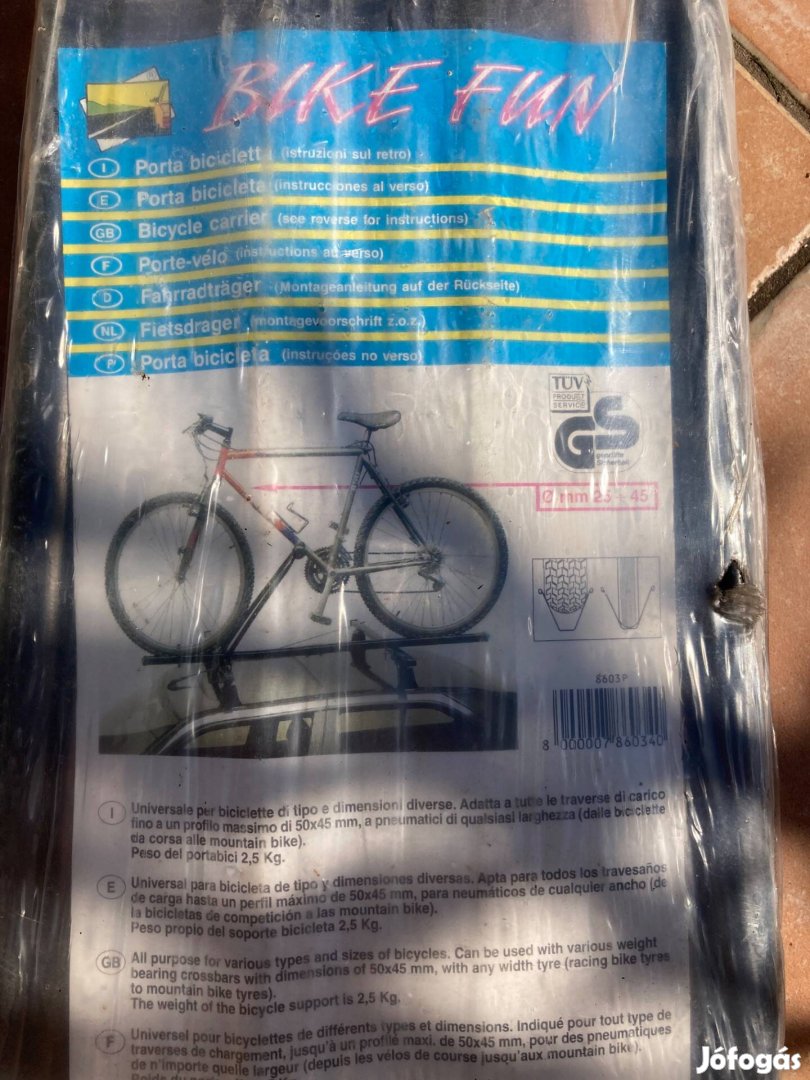 BIKE FUN
I Porta biciclett (istruzioni sul retro)
E Porta bicicleta (instrucciones al verso)
GB Bicycle carrier (see reverse for instructions)
F Porte-vélo (instructions au verso)
D Fahrradträger (Montageanleitung auf der Rückseite)
NL Fietsdrager (montagevoorschrift z.o.z.)
P Porta bicicleta (instruções no verso)
TÜV
PRODUCT
SERVICE
GS
geprüfte
Sicherheit
Ø mm 25 ÷ 45
8603P
8 000007 860340
I Universale per biciclette di tipo e dimensioni diverse. Adatta a tutte le traverse di carico
fino a un profilo massimo di 50x45 mm, a pneumatici di qualsiasi larghezza (dalle biciclette
da corsa alle mountain bike).
Peso del portabici 2,5 Kg.
E Universal para bicicleta de tipo y dimensiones diversas. Apta para todos los travesaños
de carga hasta un perfil máximo de 50x45 mm, para neumáticos de cualquier ancho (de
la bicicletas de competición a las mountain bike).
Peso propio del soporte bicicleta 2,5 Kg.
GB All purpose for various types and sizes of bicycles. Can be used with various weight
bearing crossbars with dimensions of 50x45 mm, with any width tyre (racing bike tyres
to mountain bike tyres).
The weight of the bicycle support is 2,5 Kg.
F Universel pour bicyclettes de différents types et dimensions. Indiqué pour tout type de
traverses de chargement, jusqu'à un profilé maxi. de 50x45 mm, pour des pneumatiques
de n'importe quelle largeur (depuis les vélos de course jusqu'aux mountain bike).
Jófogás